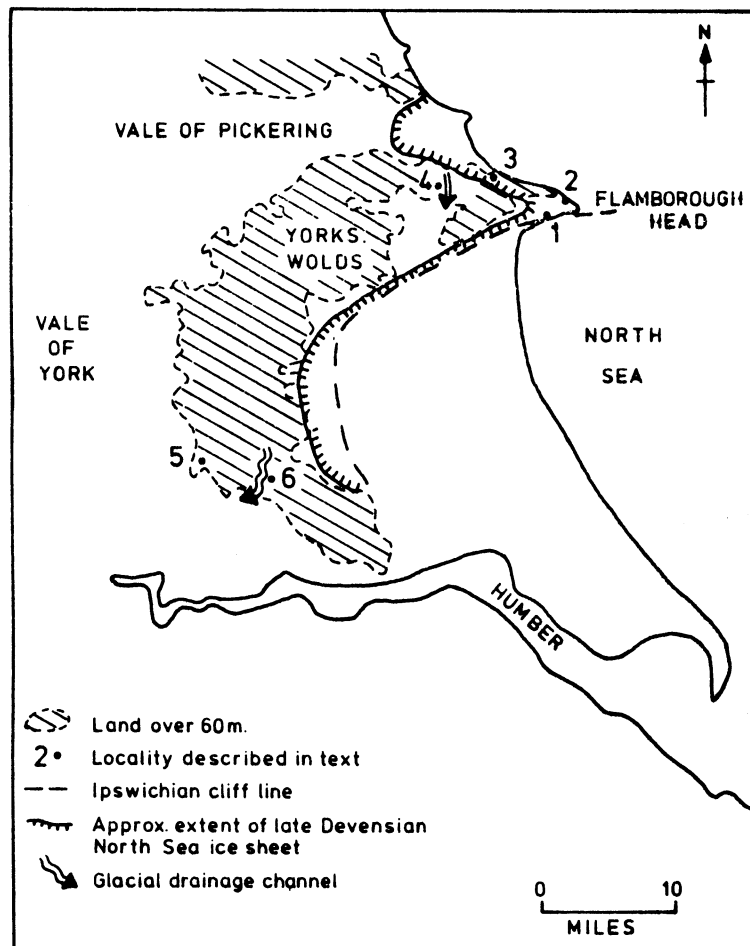 N
VALE OF PICKERING
3
4
2
FLAMBOROUGH
HEAD
1
YORKS.
WOLDS
VALE
OF
YORK
NORTH
SEA
5
6
HUMBER
Land over 60m.
2 Locality described in text
Ipswichian cliff line
Approx. extent of late Devensian
North Sea ice sheet
Glacial drainage channel
0 10
MILES